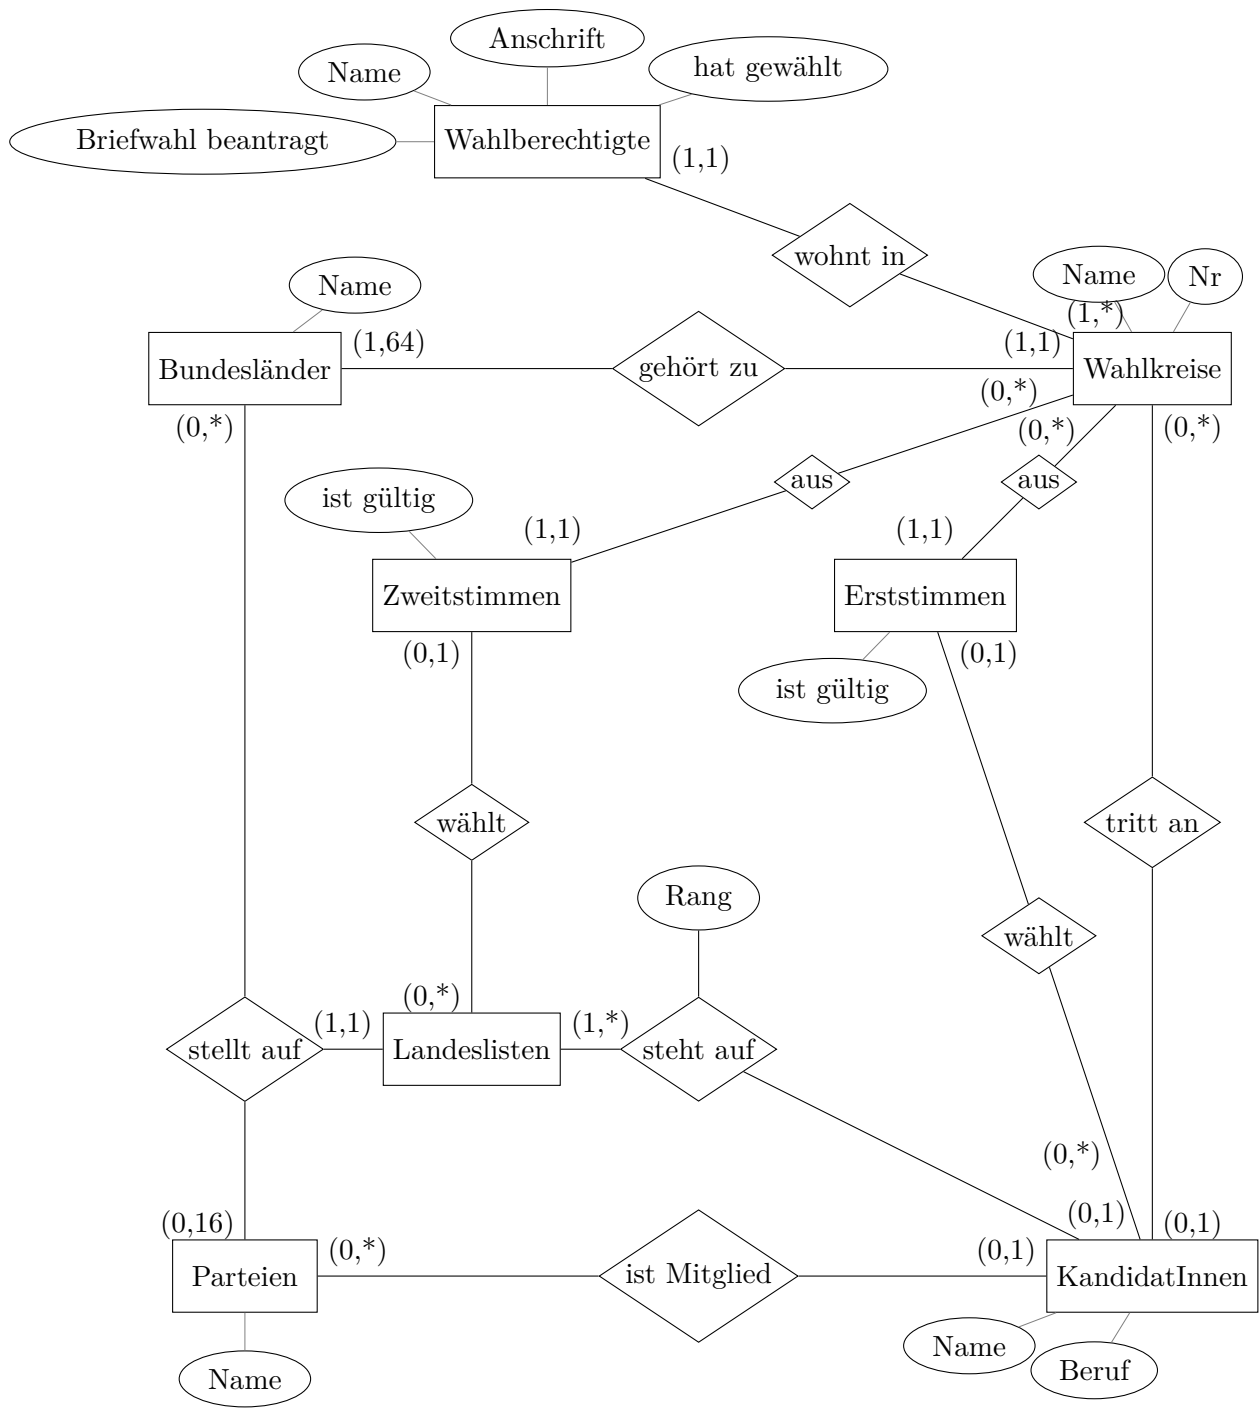 Anschrift
Name
hat gewählt
Briefwahl beantragt
Wahlberechtigte
(1,1)
wohnt in
Name
Name
Nr
(1,*)
(1,64)
(1,1)
Bundesländer
gehört zu
Wahlkreise
(0,*)
(0,*)
(0,*)
(0,*)
aus
aus
ist gültig
(1,1)
(1,1)
Zweitstimmen
Erststimmen
(0,1)
(0,1)
ist gültig
wählt
tritt an
Rang
wählt
(0,*)
(1,1)
(1,*)
stellt auf
Landeslisten
steht auf
(0,*)
(0,16)
(0,1)
(0,1)
(0,*)
(0,1)
Parteien
ist Mitglied
KandidatInnen
Name
Beruf
Name